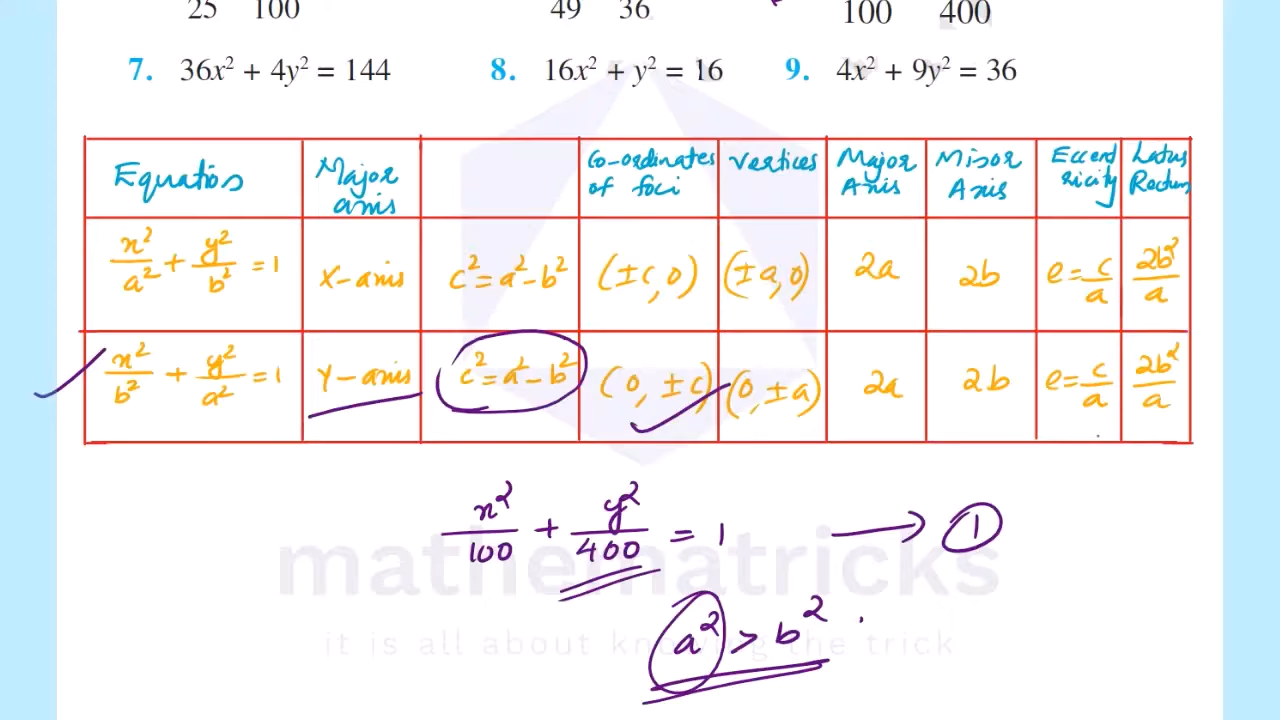 25 100 49 36 100 400
7. 36x² + 4y² = 144 8. 16x² + y² = 16 9. 4x² + 9y² = 36
Equation | Major axis | | Co-ordinates of foci | Vertices | Major Axis | Minor Axis | Eccentricity | Latus Rectum
x²/a² + y²/b² = 1 | X-axis | c² = a² - b² | (±c, 0) | (±a, 0) | 2a | 2b | e = c/a | 2b²/a
x²/b² + y²/a² = 1 | Y-axis | c² = a² - b² | (0, ±c) | (0, ±a) | 2a | 2b | e = c/a | 2b²/a
x²/100 + y²/400 = 1 → ①
mathematricks
a² > b²
it is all about knowing the trick